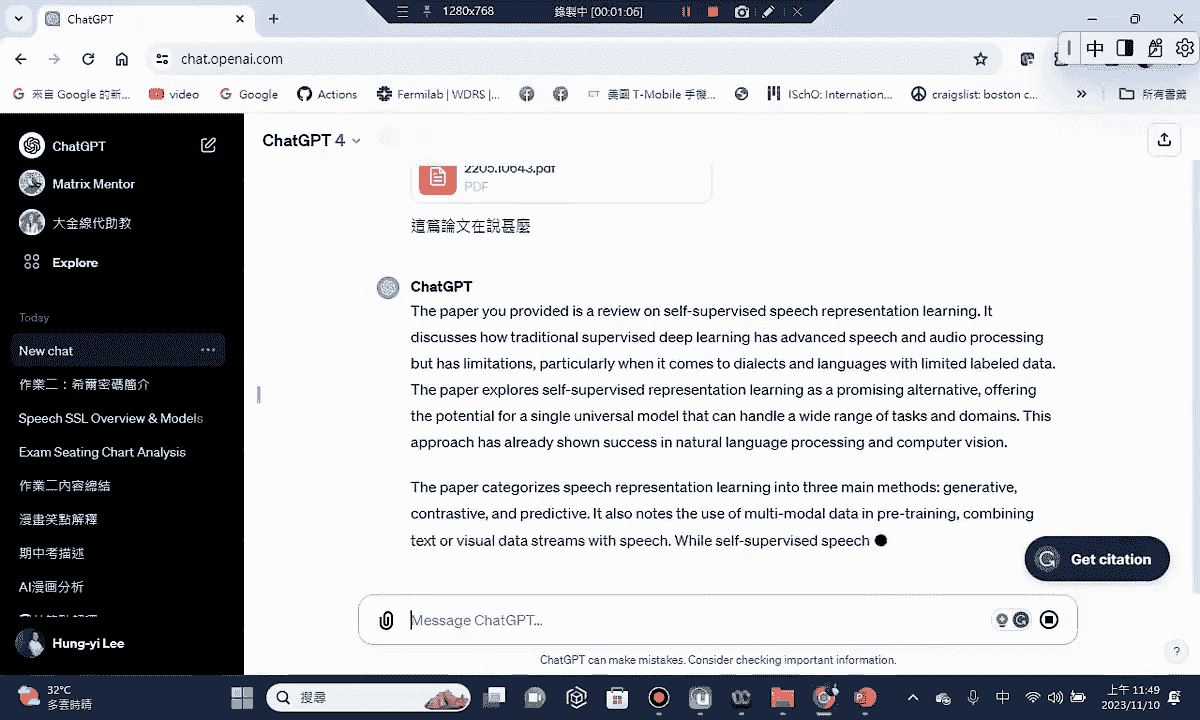 1280x768
錄製中 [00:01:06]
ChatGPT
中
chat.openai.com
來自 Google 的新...
video
Google
Actions
Fermilab | WDRS |...
CT
美國 T-Mobile 手機...
ISchO: Internation...
craigslist: boston c...
»
所有書籤
ChatGPT
Matrix Mentor
大金線代助教
Explore
Today
New chat
作業二：希爾密碼簡介
Speech SSL Overview & Models
Exam Seating Chart Analysis
作業二內容總結
漫畫笑點解釋
期中考描述
AI漫画分析
Hung-yi Lee
ChatGPT 4
2205.10643.pdf
PDF
這篇論文在說甚麼
ChatGPT
The paper you provided is a review on self-supervised speech representation learning. It
discusses how traditional supervised deep learning has advanced speech and audio processing
but has limitations, particularly when it comes to dialects and languages with limited labeled data.
The paper explores self-supervised representation learning as a promising alternative, offering
the potential for a single universal model that can handle a wide range of tasks and domains. This
approach has already shown success in natural language processing and computer vision.
The paper categorizes speech representation learning into three main methods: generative,
contrastive, and predictive. It also notes the use of multi-modal data in pre-training, combining
text or visual data streams with speech. While self-supervised speech
Get citation
Message ChatGPT...
ChatGPT can make mistakes. Consider checking important information.
?
32°C
多雲時晴
搜尋
中
上午 11:49
2023/11/10